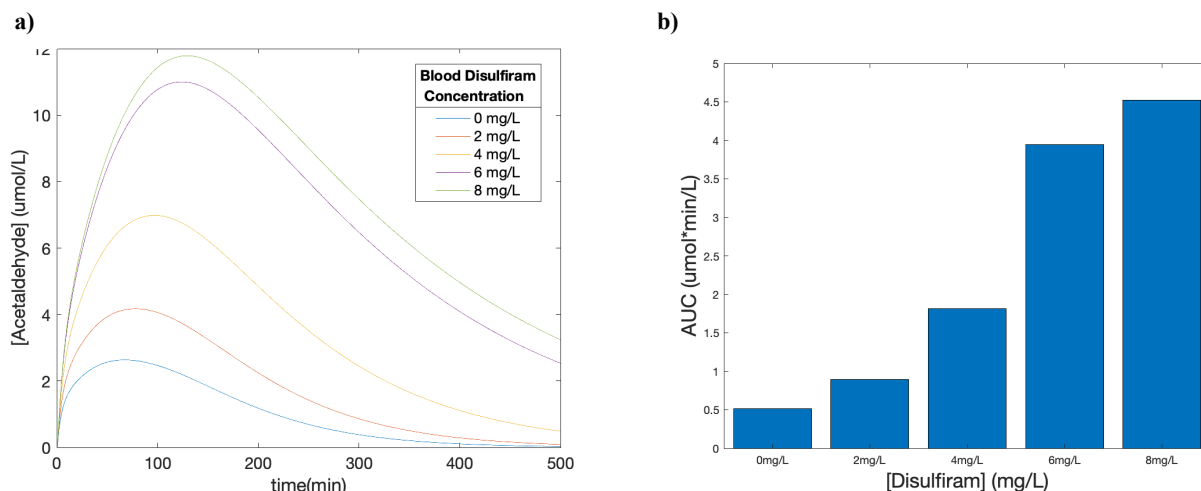 a)
12
10
8
6
4
2
0
[Acetaldehyde] (umol/L)
0 100 200 300 400 500
time(min)
Blood Disulfiram
Concentration
0 mg/L
2 mg/L
4 mg/L
6 mg/L
8 mg/L
b)
5
4.5
4
3.5
3
2.5
2
1.5
1
0.5
0
AUC (umol*min/L)
0mg/L 2mg/L 4mg/L 6mg/L 8mg/L
[Disulfiram] (mg/L)